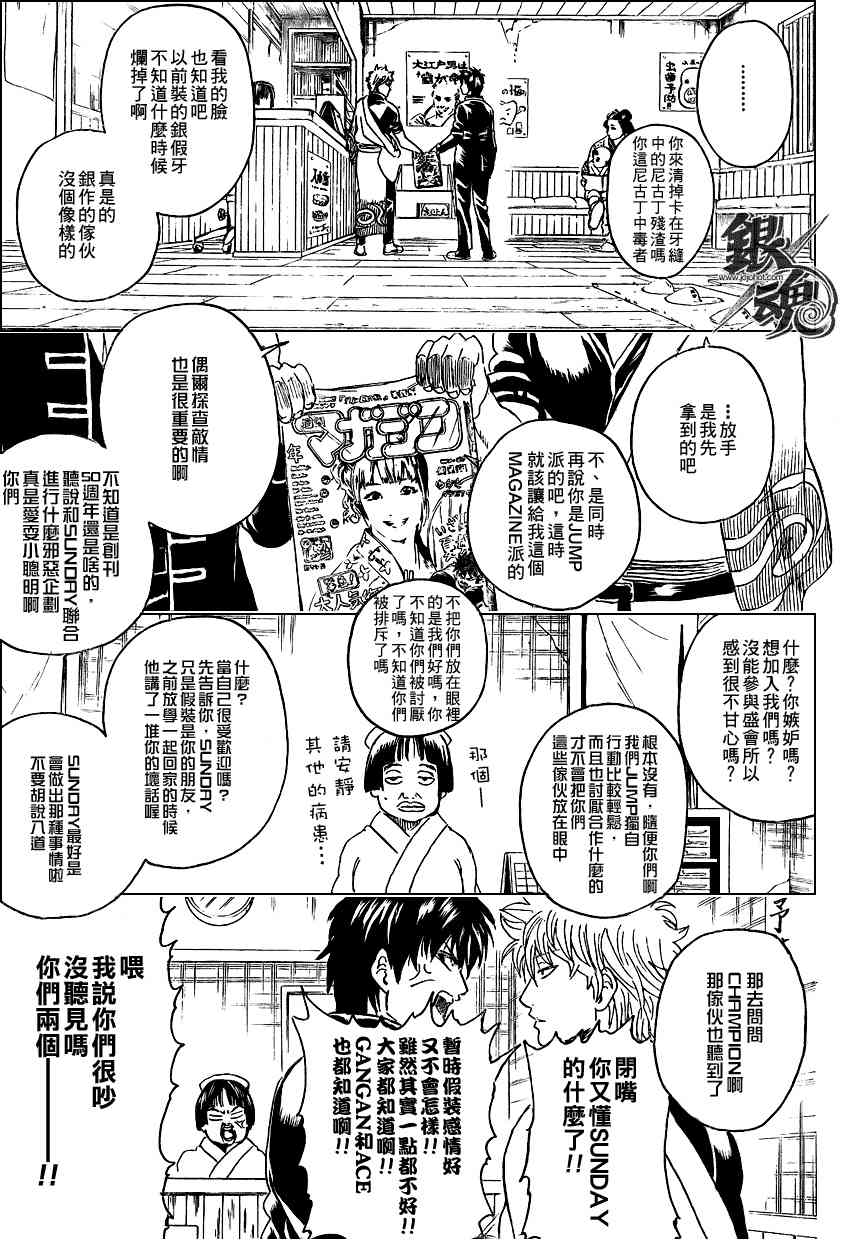 ………
你來清掉卡在牙縫
中的尼古丁殘渣嗎
你這尼古丁中毒者
看我的臉
也知道吧
以前裝的銀假牙
不知道什麼時候
爛掉了啊
真是的
銀作的傢伙
沒個像樣的
大江戶男は
銀魂
www.jojohot.com
…放手
是我先
拿到的吧
不、是同時
再說你是JUMP
派的吧，這時
就該讓給我這個
MAGAZINE派的
マガジン
大人気
偶爾探查敵情
也是很重要的啊
不知道是創刊
50週年還是啥的，
聽說和SUNDAY聯合
進行什麼邪惡企劃
真是愛耍小聰明啊
你們
什麼？你嫉妒嗎？
想加入我們嗎？
沒能參與盛會所以
感到很不甘心嗎？
根本沒有，隨便你們啊
我們JUMP獨自
行動比較輕鬆，
而且也討厭合作什麼的
才不會把你們
這些傢伙放在眼中
不把你們放在眼裡
的是我們好嗎，你
不知道你們被討厭
了嗎，不知道你們
被排斥了嗎
那個—
請安靜
其他的病患…
什麼？
當自己很受歡迎嗎？
先告訴你，SUNDAY
只是假裝是你的朋友，
之前放學一起回家的時候
他講了一堆你的壞話喔
SUNDAY最好是
會做出那種事情啦
不要胡說八道
那去問問
CHAMPION啊
那傢伙也聽到了
閉嘴
你又懂SUNDAY
的什麼了!!
暫時假裝感情好
又不會怎樣!!
雖然其實一點都不好!!
大家都知道啊!!
GANGAN和ACE
也都知道啊!!
喂
我說你們很吵
沒聽見嗎
你們兩個——!!